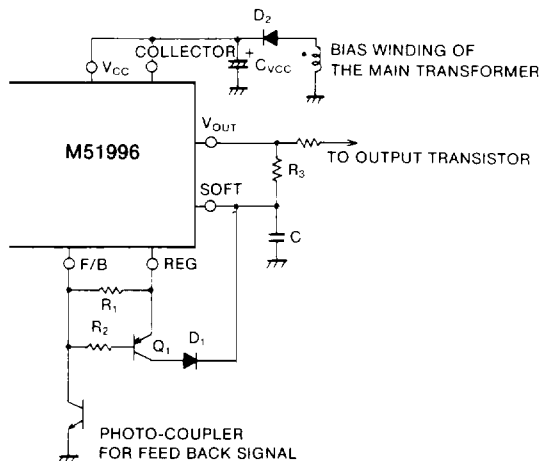 D2
COLLECTOR
+
CVCC
BIAS WINDING OF
THE MAIN TRANSFORMER
VCC
M51996
VOUT
TO OUTPUT TRANSISTOR
R3
SOFT
C
F/B
REG
R1
R2
Q1
D1
PHOTO-COUPLER
FOR FEED BACK SIGNAL